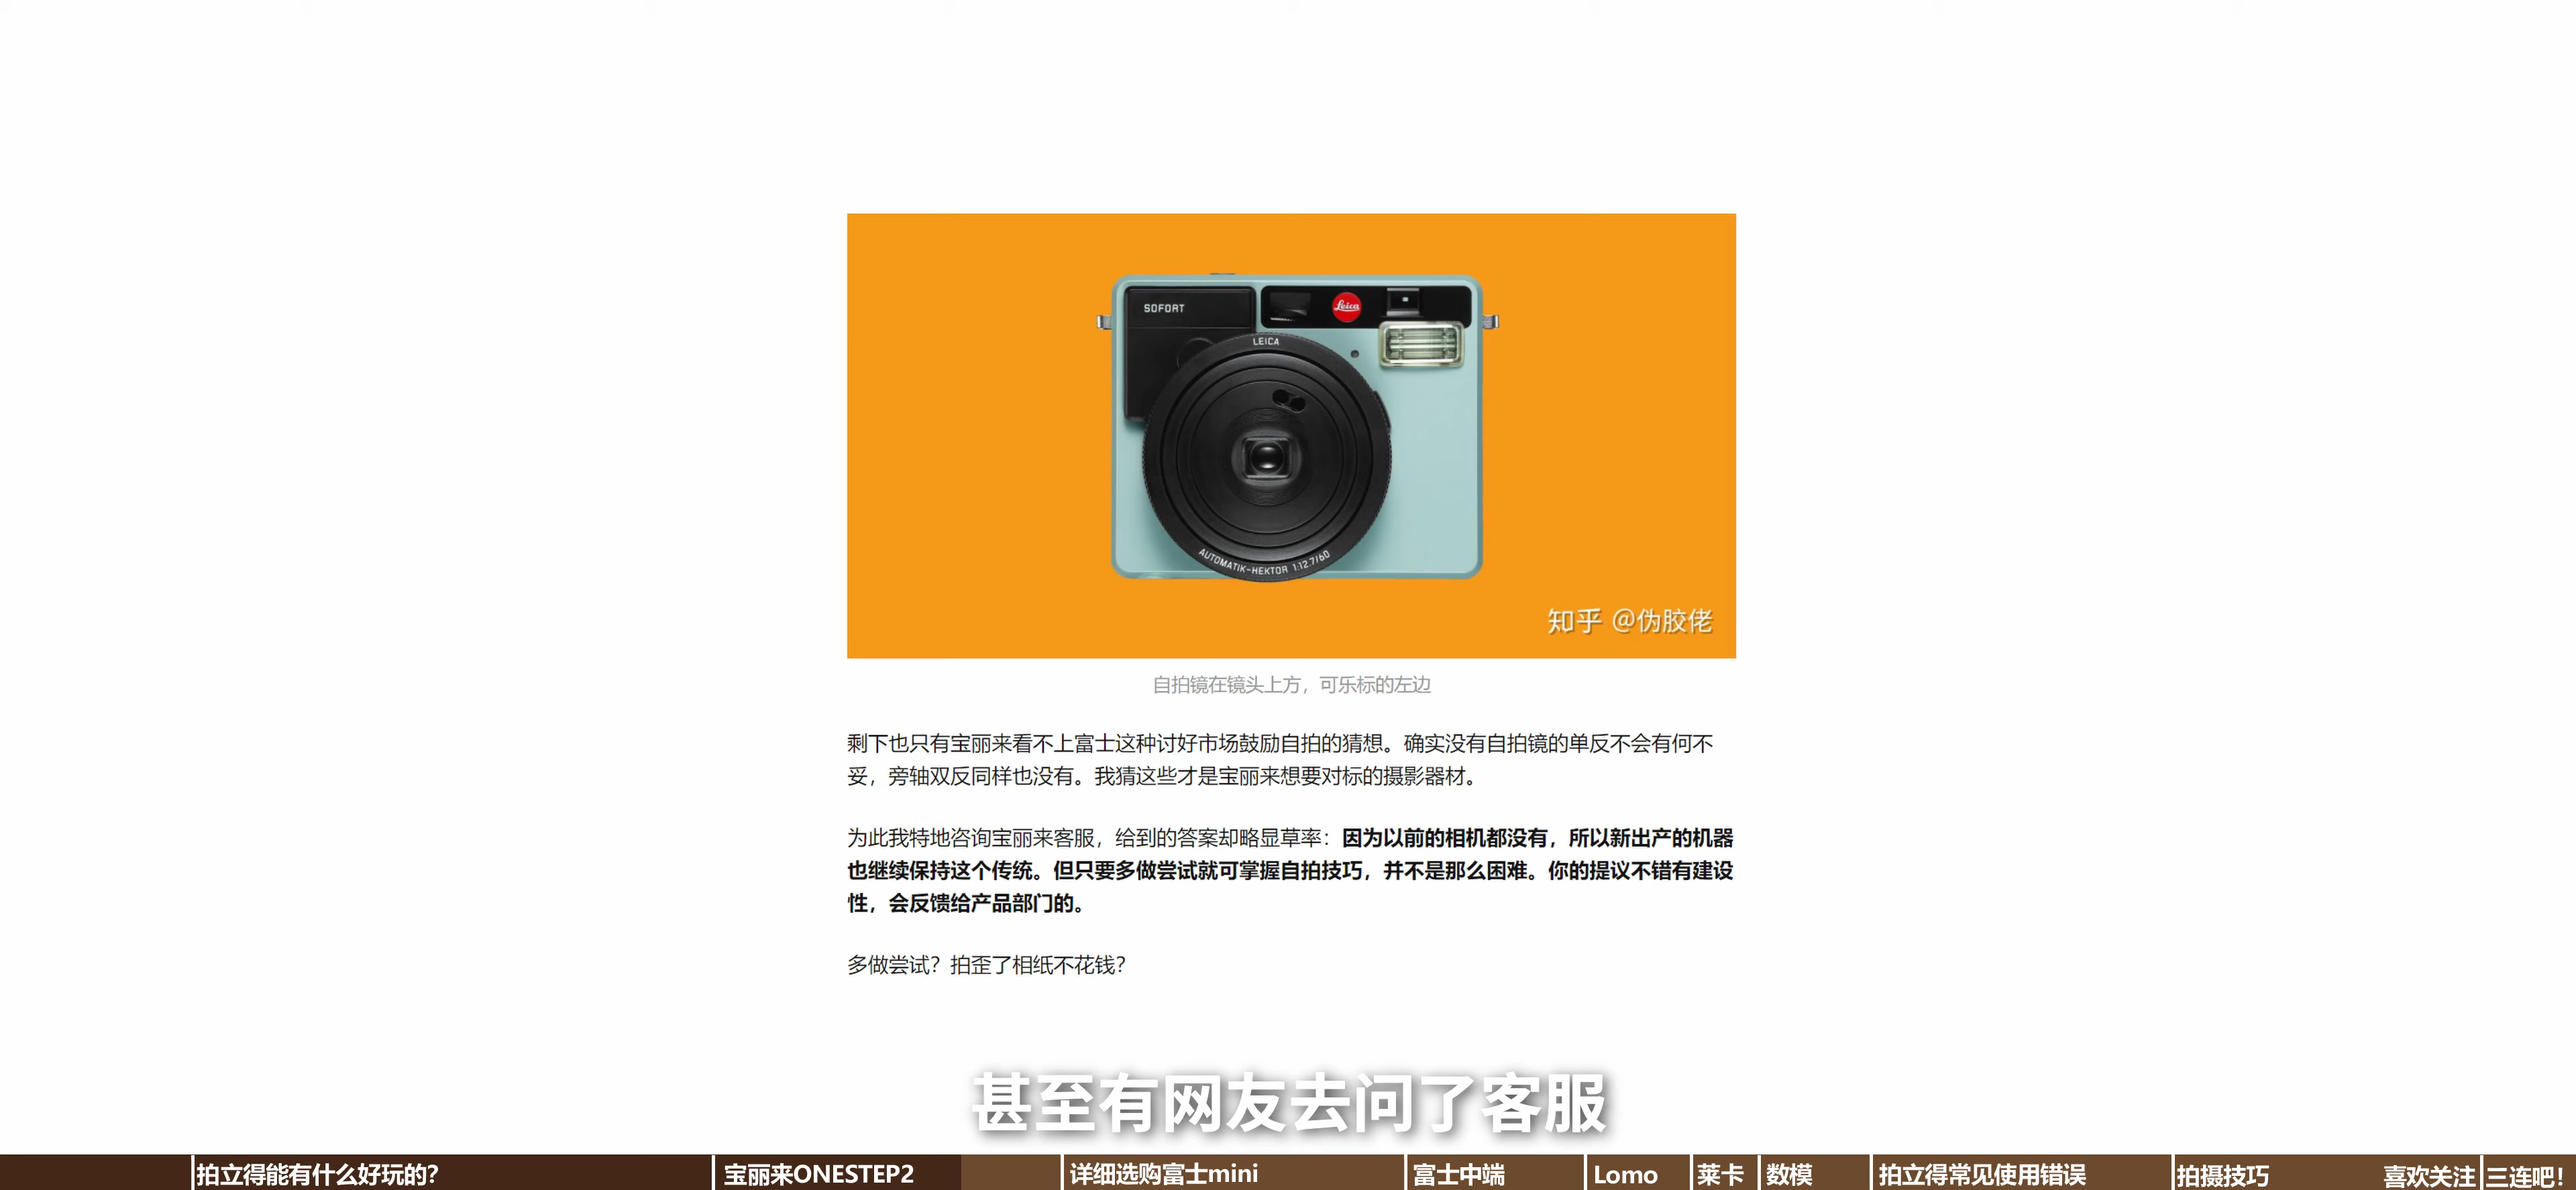 SOFORT
Leica
LEICA
AUTOMATIK-HEKTOR 1:12.7/60
知乎 @伪胶佬
自拍镜在镜头上方，可乐标的左边
剩下也只有宝丽来看不上富士这种讨好市场鼓励自拍的猜想。确实没有自拍镜的单反不会有何不
妥，旁轴双反同样也没有。我猜这些才是宝丽来想要对标的摄影器材。
为此我特地咨询宝丽来客服，给到的答案却略显草率：因为以前的相机都没有，所以新出产的机器
也继续保持这个传统。但只要多做尝试就可掌握自拍技巧，并不是那么困难。你的提议不错有建设
性，会反馈给产品部门的。
多做尝试？拍歪了相纸不花钱？
甚至有网友去问了客服
拍立得能有什么好玩的？ 宝丽来ONESTEP2 详细选购富士mini 富士中端 Lomo 莱卡 数模 拍立得常见使用错误 拍摄技巧 喜欢关注 三连吧！